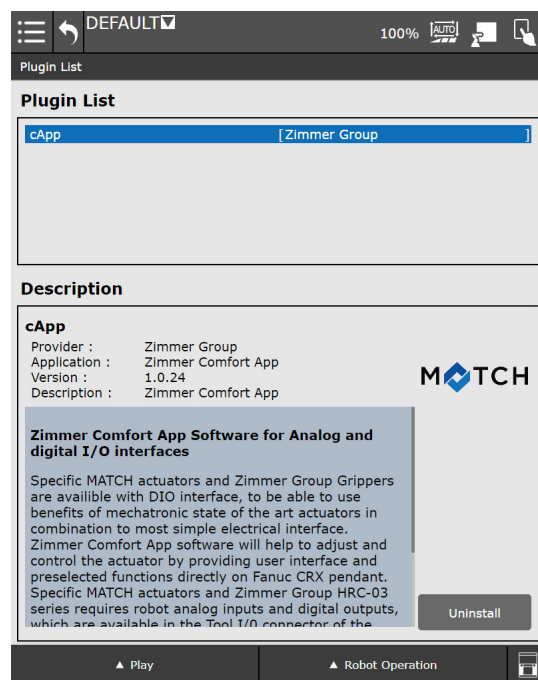 DEFAULT
100%
AUTO
Plugin List
Plugin List
cApp [Zimmer Group ]
Description
cApp
Provider : Zimmer Group
Application : Zimmer Comfort App
Version : 1.0.24
Description : Zimmer Comfort App
MATCH
Zimmer Comfort App Software for Analog and
digital I/O interfaces
Specific MATCH actuators and Zimmer Group Grippers
are availible with DIO interface, to be able to use
benefits of mechatronic state of the art actuators in
combination to most simple electrical interface.
Zimmer Comfort App software will help to adjust and
control the actuator by providing user interface and
preselected functions directly on Fanuc CRX pendant.
Specific MATCH actuators and Zimmer Group HRC-03
series requires robot analog inputs and digital outputs,
which are available in the Tool I/0 connector of the
Uninstall
▲ Play
▲ Robot Operation